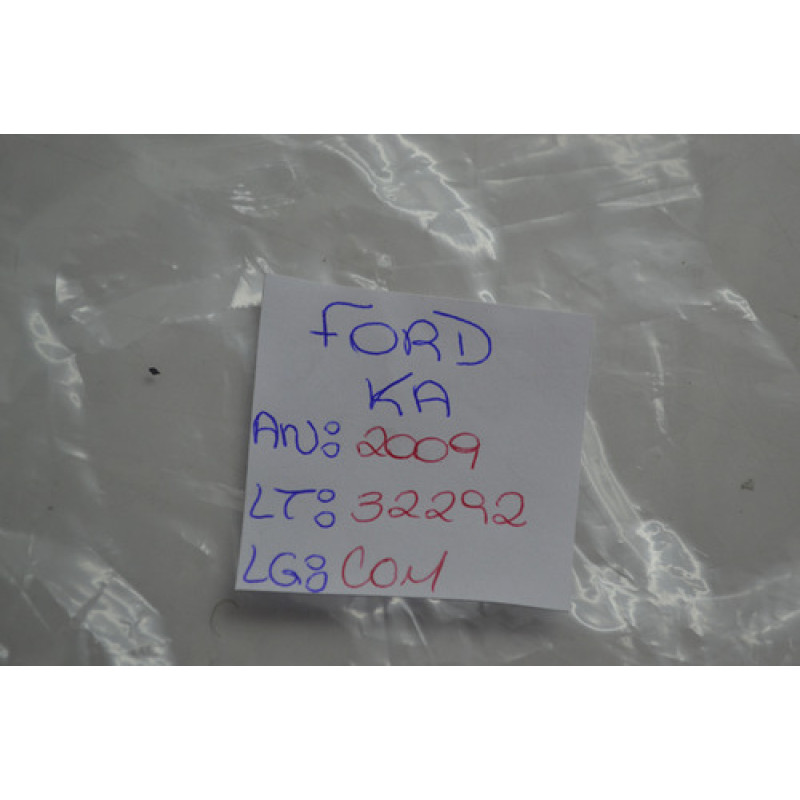 FORD
KA
AN: 2009
LT: 32292
LG: COM